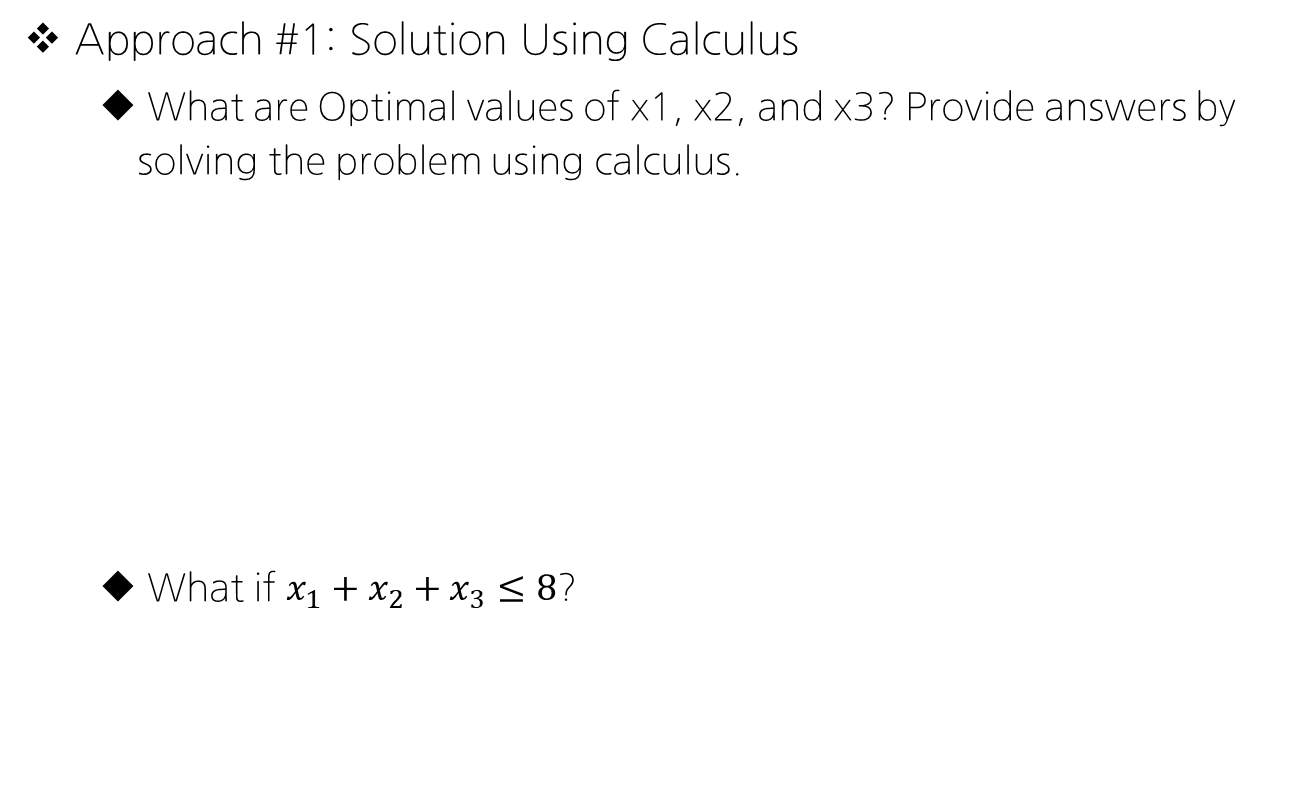 ❖ Approach #1: Solution Using Calculus
◆ What are Optimal values of x1, x2, and x3? Provide answers by
solving the problem using calculus.
◆ What if x₁ + x₂ + x₃ ≤ 8?